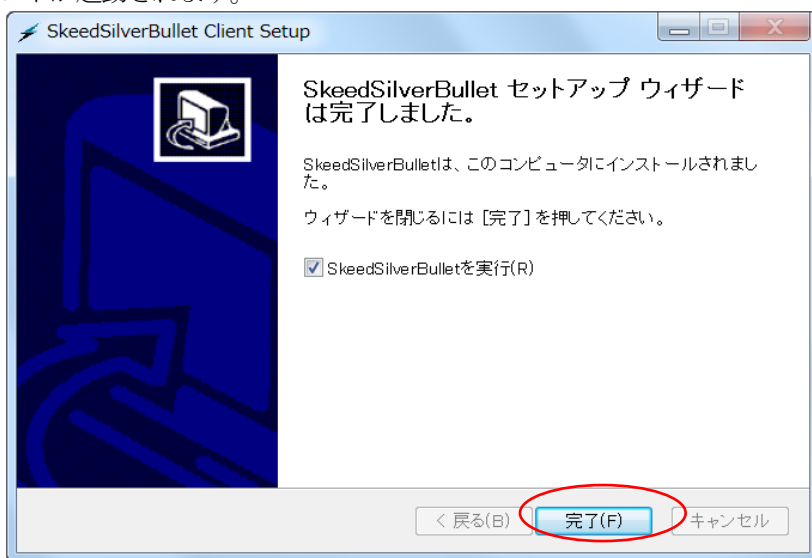 SkeedSilverBullet Client Setup
SkeedSilverBullet セットアップ ウィザード
は完了しました。
SkeedSilverBulletは、このコンピュータにインストールされまし
た。
ウィザードを閉じるには [完了] を押してください。
SkeedSilverBulletを実行(R)
< 戻る(B)
完了(F)
キャンセル